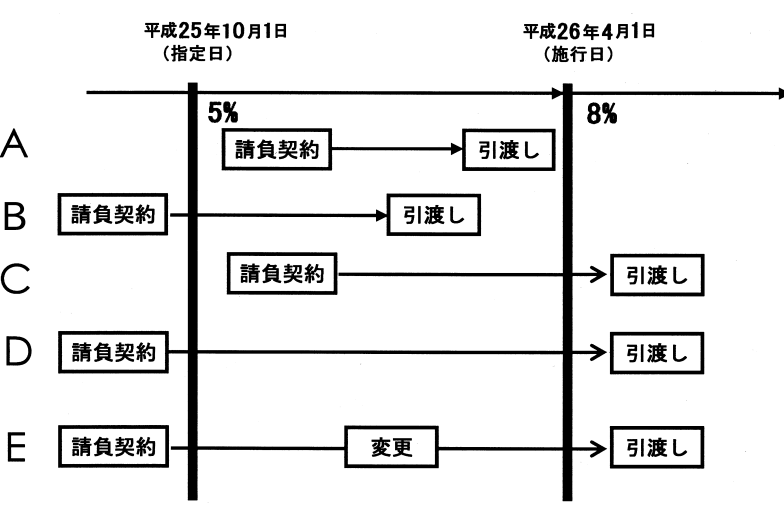 平成25年10月1日
(指定日)
平成26年4月1日
(施行日)
5%
8%
A
請負契約
引渡し
B
請負契約
引渡し
C
請負契約
引渡し
D
請負契約
引渡し
E
請負契約
変更
引渡し